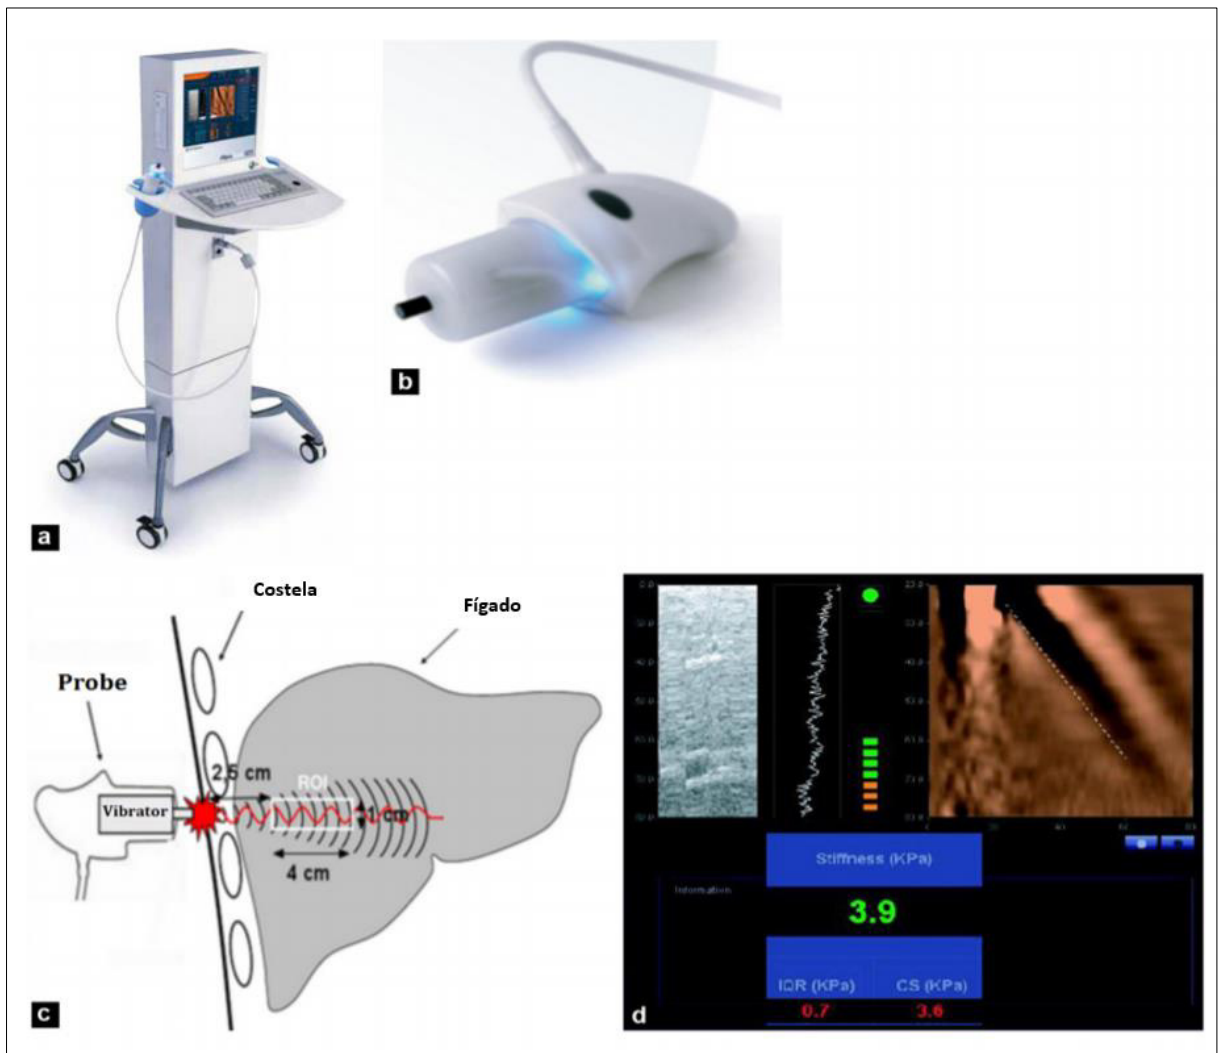 a
b
Costela
Fígado
Probe
Vibrator
2,5 cm
ROI
1 cm
4 cm
c
Stiffness (KPa)
Information
3.9
IQR (KPa) CS (KPa)
0.7 3.6
d